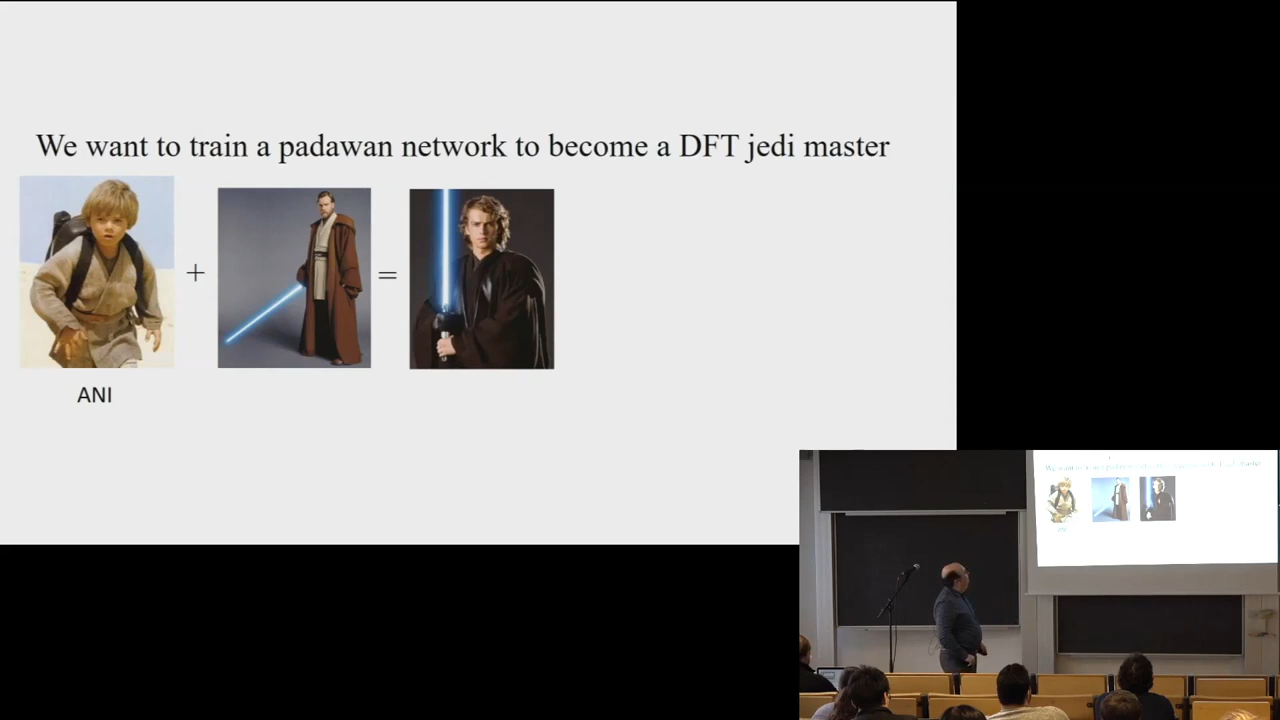 We want to train a padawan network to become a DFT jedi master
+
=
ANI